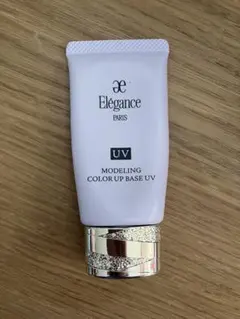 æ
Elégance
PARIS
UV
MODELING
COLOR UP BASE UV